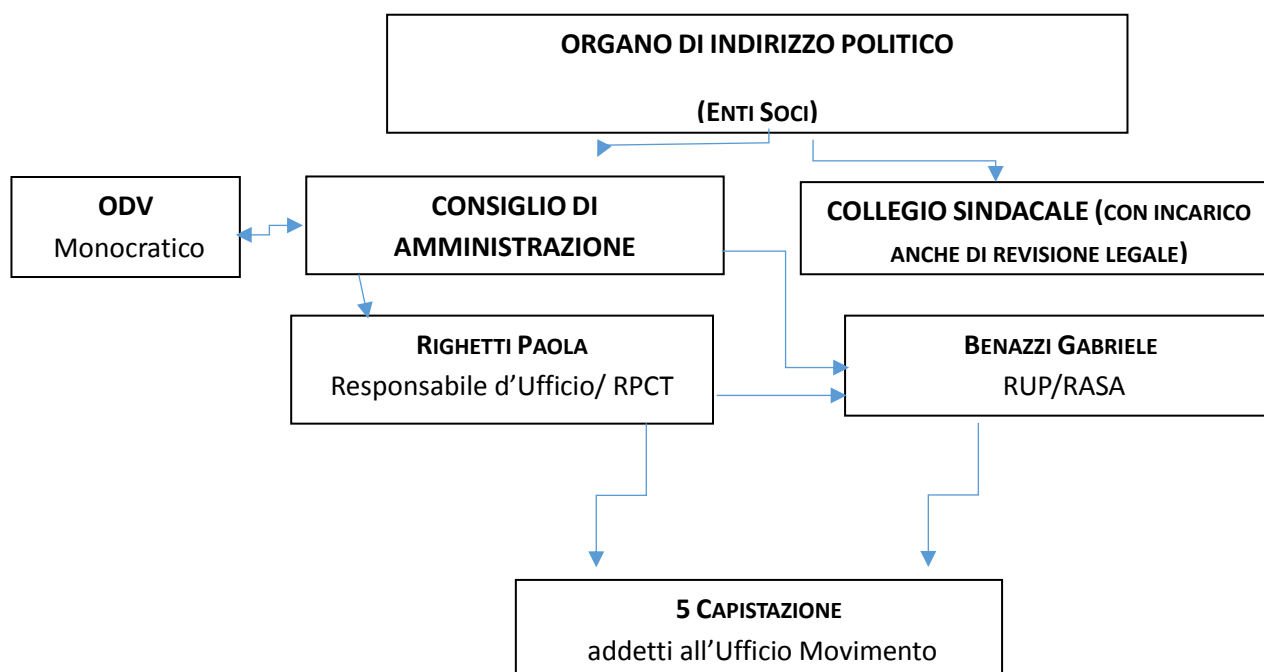 ORGANO DI INDIRIZZO POLITICO
(ENTI SOCI)
ODV
Monocratico
CONSIGLIO DI
AMMINISTRAZIONE
COLLEGIO SINDACALE (CON INCARICO
ANCHE DI REVISIONE LEGALE)
RIGHETTI PAOLA
Responsabile d’Ufficio/ RPCT
BENAZZI GABRIELE
RUP/RASA
5 CAPISTAZIONE
addetti all’Ufficio Movimento